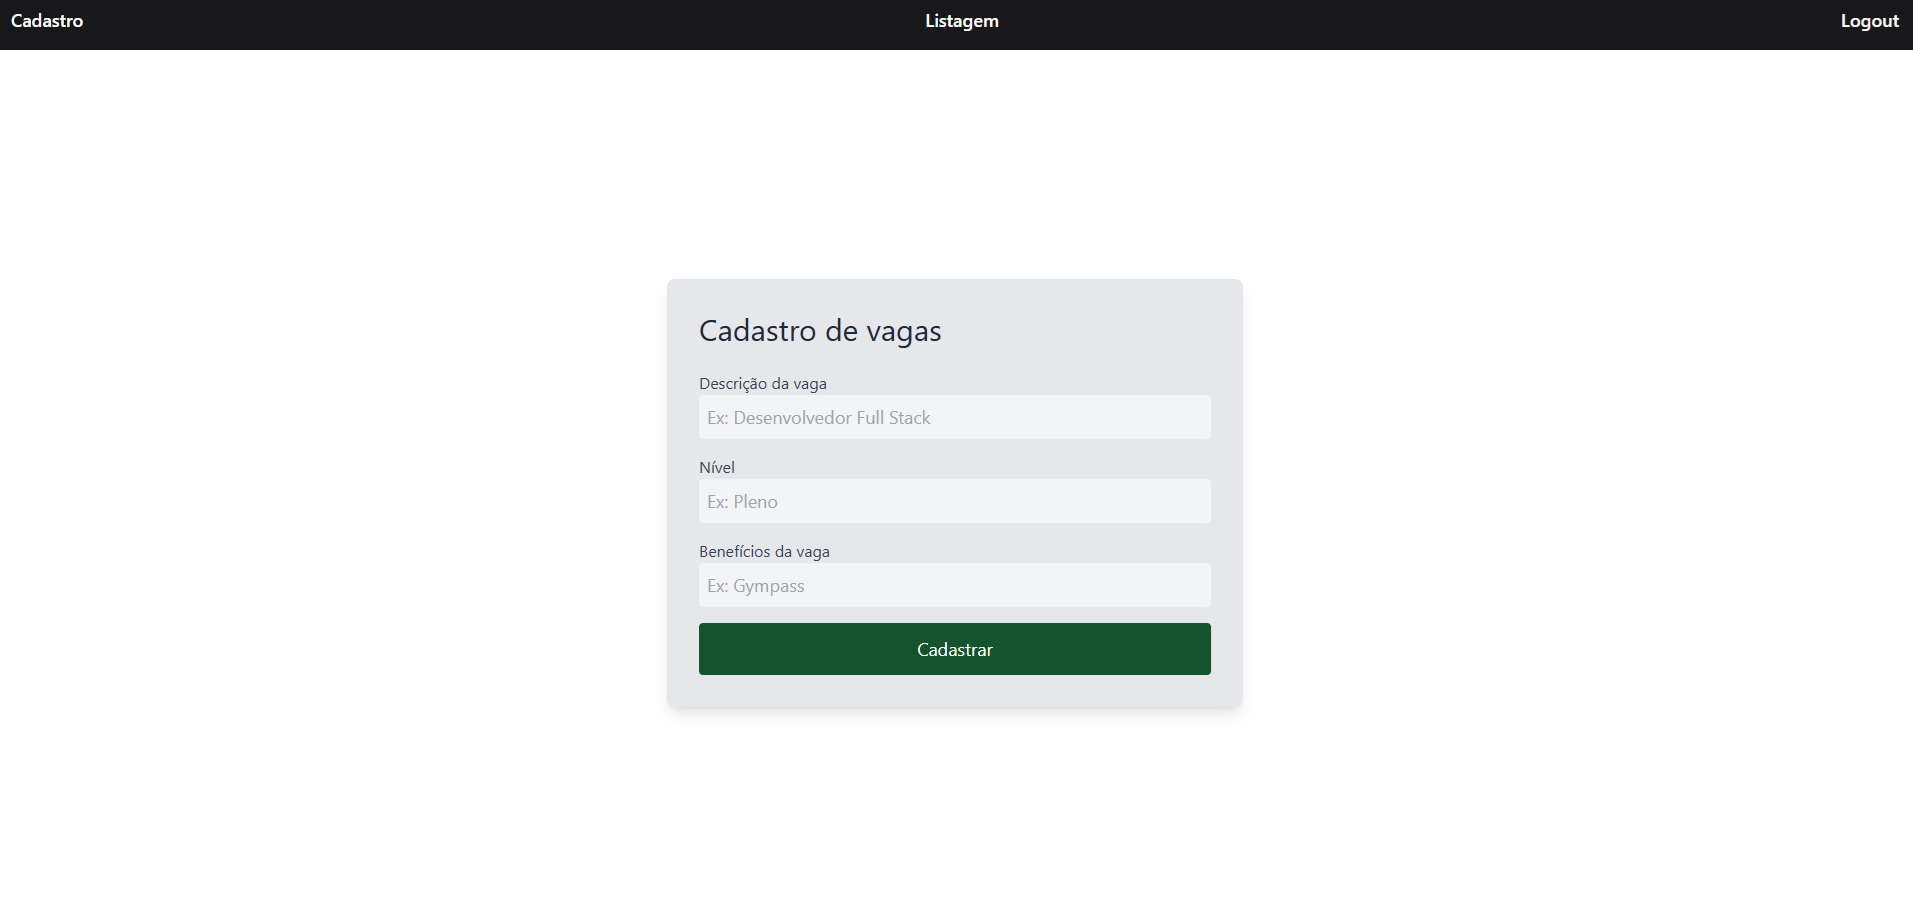 Cadastro
Listagem
Logout
Cadastro de vagas
Descrição da vaga
Ex: Desenvolvedor Full Stack
Nível
Ex: Pleno
Benefícios da vaga
Ex: Gympass
Cadastrar